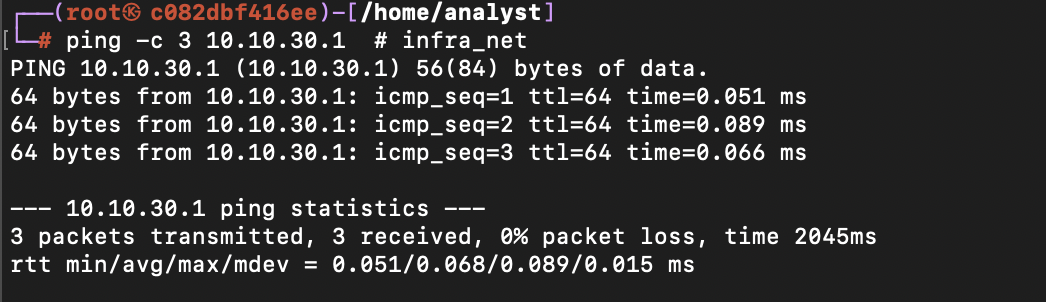 ┌──(root㉿ c082dbf416ee)-[/home/analyst]
[└─# ping -c 3 10.10.30.1  # infra_net
PING 10.10.30.1 (10.10.30.1) 56(84) bytes of data.
64 bytes from 10.10.30.1: icmp_seq=1 ttl=64 time=0.051 ms
64 bytes from 10.10.30.1: icmp_seq=2 ttl=64 time=0.089 ms
64 bytes from 10.10.30.1: icmp_seq=3 ttl=64 time=0.066 ms
--- 10.10.30.1 ping statistics ---
3 packets transmitted, 3 received, 0% packet loss, time 2045ms
rtt min/avg/max/mdev = 0.051/0.068/0.089/0.015 ms